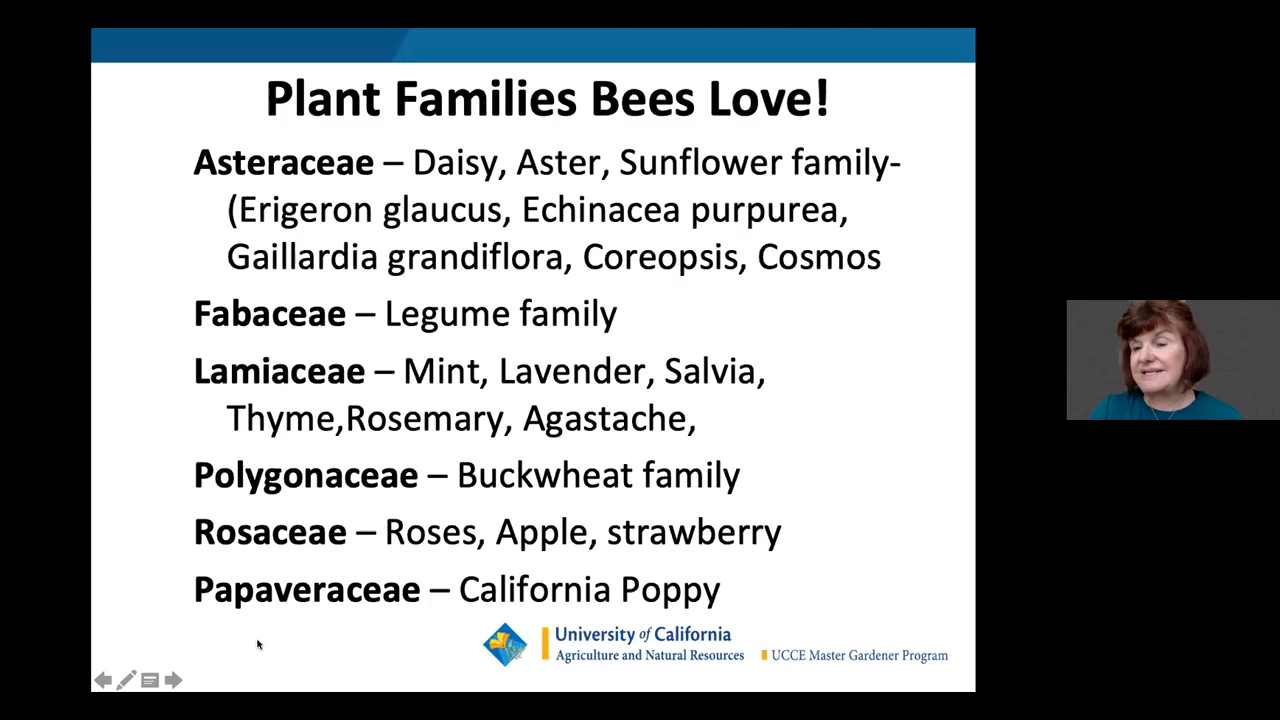 Plant Families Bees Love!
Asteraceae – Daisy, Aster, Sunflower family-
(Erigeron glaucus, Echinacea purpurea,
Gaillardia grandiflora, Coreopsis, Cosmos
Fabaceae – Legume family
Lamiaceae – Mint, Lavender, Salvia,
Thyme,Rosemary, Agastache,
Polygonaceae – Buckwheat family
Rosaceae – Roses, Apple, strawberry
Papaveraceae – California Poppy
University of California
Agriculture and Natural Resources
UCCE Master Gardener Program